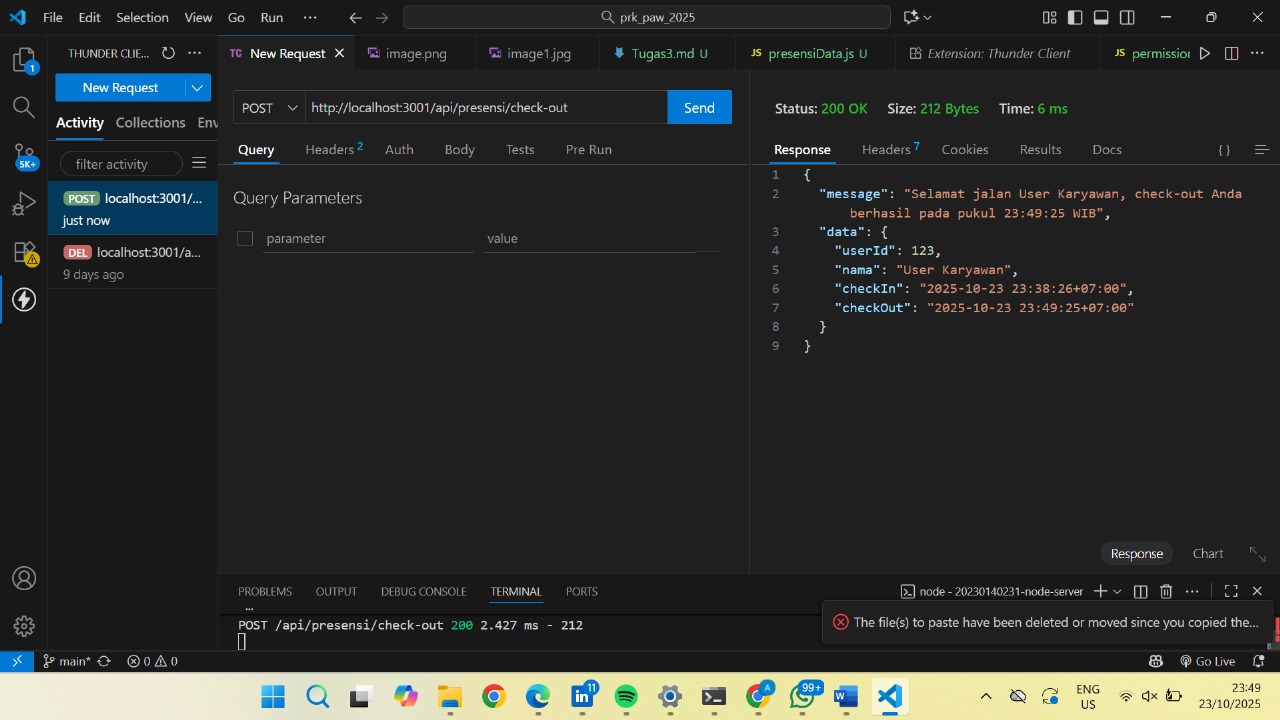 File Edit Selection View Go Run ··· prk_paw_2025
THUNDER CLIE... ···
New Request
Activity Collections Env
filter activity
POST localhost:3001/...
just now
DEL localhost:3001/a...
9 days ago
1
5K+
TC New Request image.png image1.jpg Tugas3.md U JS presensiData.js U Extension: Thunder Client JS permission ···
POST http://localhost:3001/api/presensi/check-out Send
Query Headers 2 Auth Body Tests Pre Run
Query Parameters
parameter value
Status: 200 OK Size: 212 Bytes Time: 6 ms
Response Headers 7 Cookies Results Docs { }
1 {
2 "message": "Selamat jalan User Karyawan, check-out Anda
berhasil pada pukul 23:49:25 WIB",
3 "data": {
4 "userId": 123,
5 "nama": "User Karyawan",
6 "checkIn": "2025-10-23 23:38:26+07:00",
7 "checkOut": "2025-10-23 23:49:25+07:00"
8 }
9 }
Response Chart
PROBLEMS OUTPUT DEBUG CONSOLE TERMINAL PORTS node - 20230140231-node-server ···
...
POST /api/presensi/check-out 200 2.427 ms - 212
The file(s) to paste have been deleted or moved since you copied the...
main* 0 0 Go Live
11 A 99+ ENG 23:49
US 23/10/2025